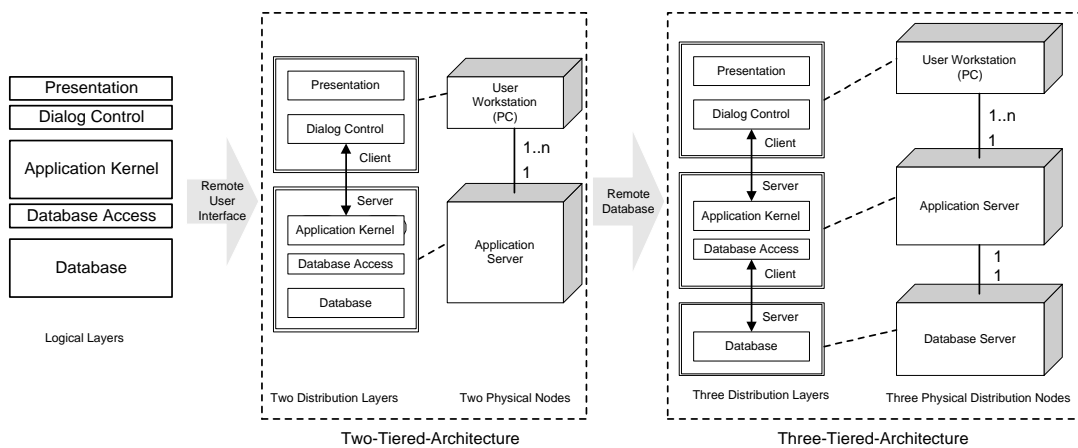 Presentation
Dialog Control
Application Kernel
Database Access
Database
Logical Layers
Remote
User
Interface
Presentation
Dialog Control
Client
Server
Application Kernel
Database Access
Database
User
Workstation
(PC)
1..n
1
Application
Server
Two Distribution Layers
Two Physical Nodes
Two-Tiered-Architecture
Remote
Database
Presentation
Dialog Control
Client
Server
Application Kernel
Database Access
Client
Server
Database
User Workstation
(PC)
1..n
1
Application Server
1
1
Database Server
Three Distribution Layers
Three Physical Distribution Nodes
Three-Tiered-Architecture